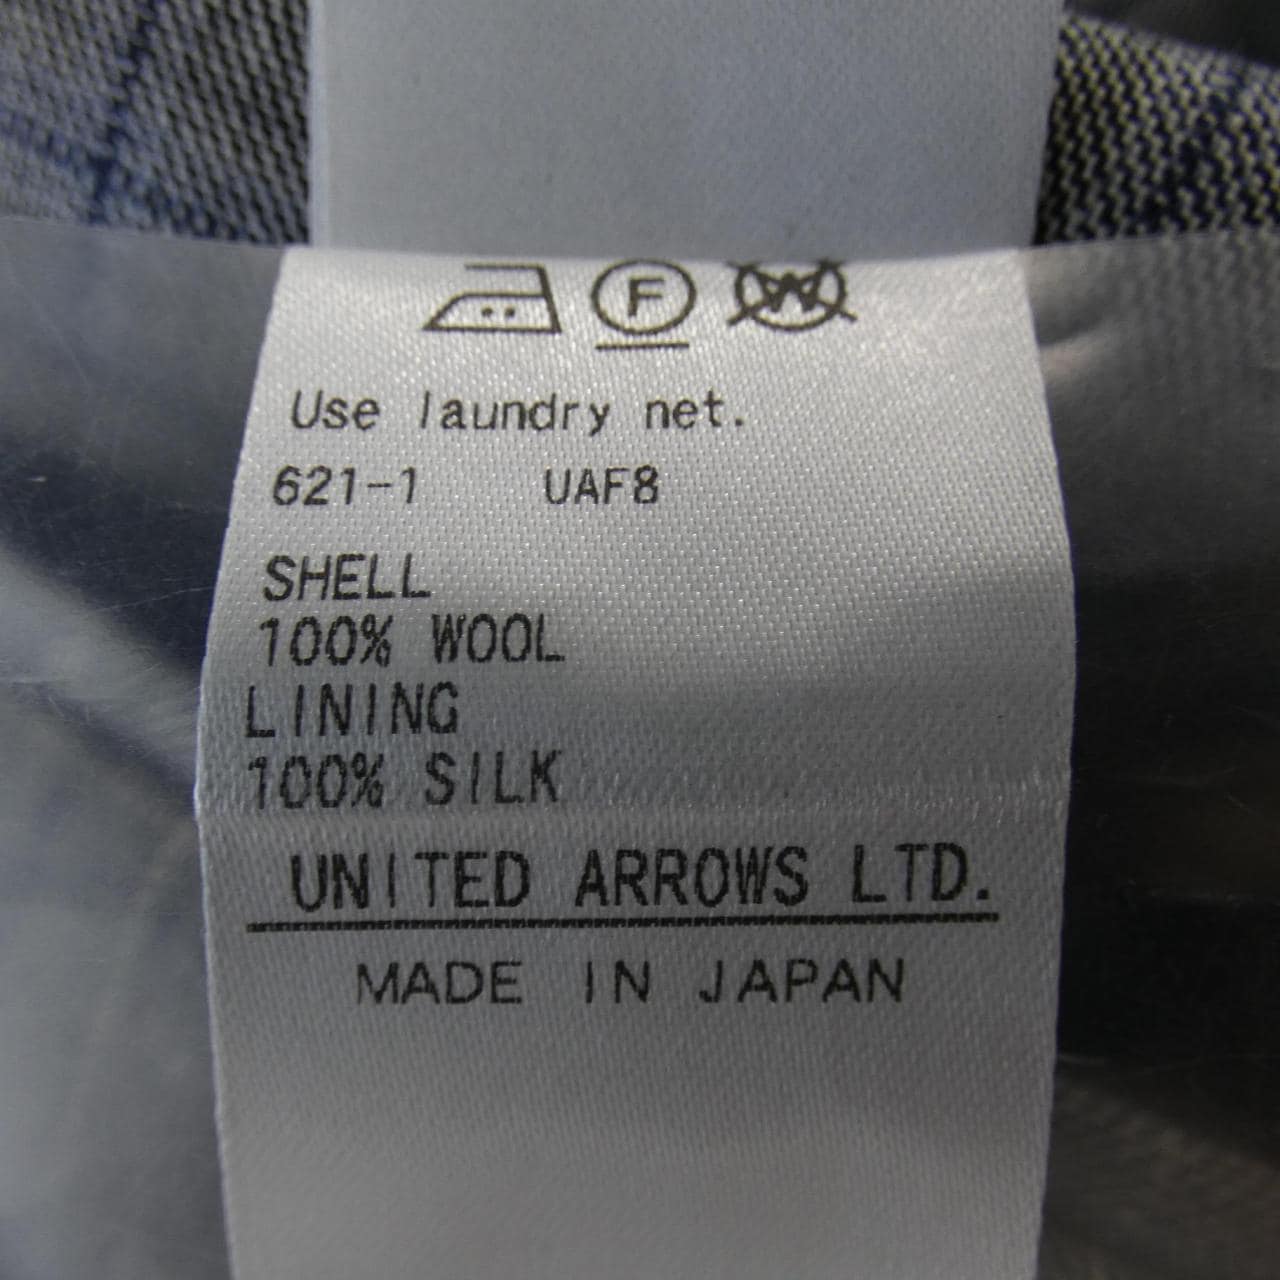 F W
Use laundry net.
621-1 UAF8
SHELL
100% WOOL
LINING
100% SILK
UNITED ARROWS LTD.
MADE IN JAPAN